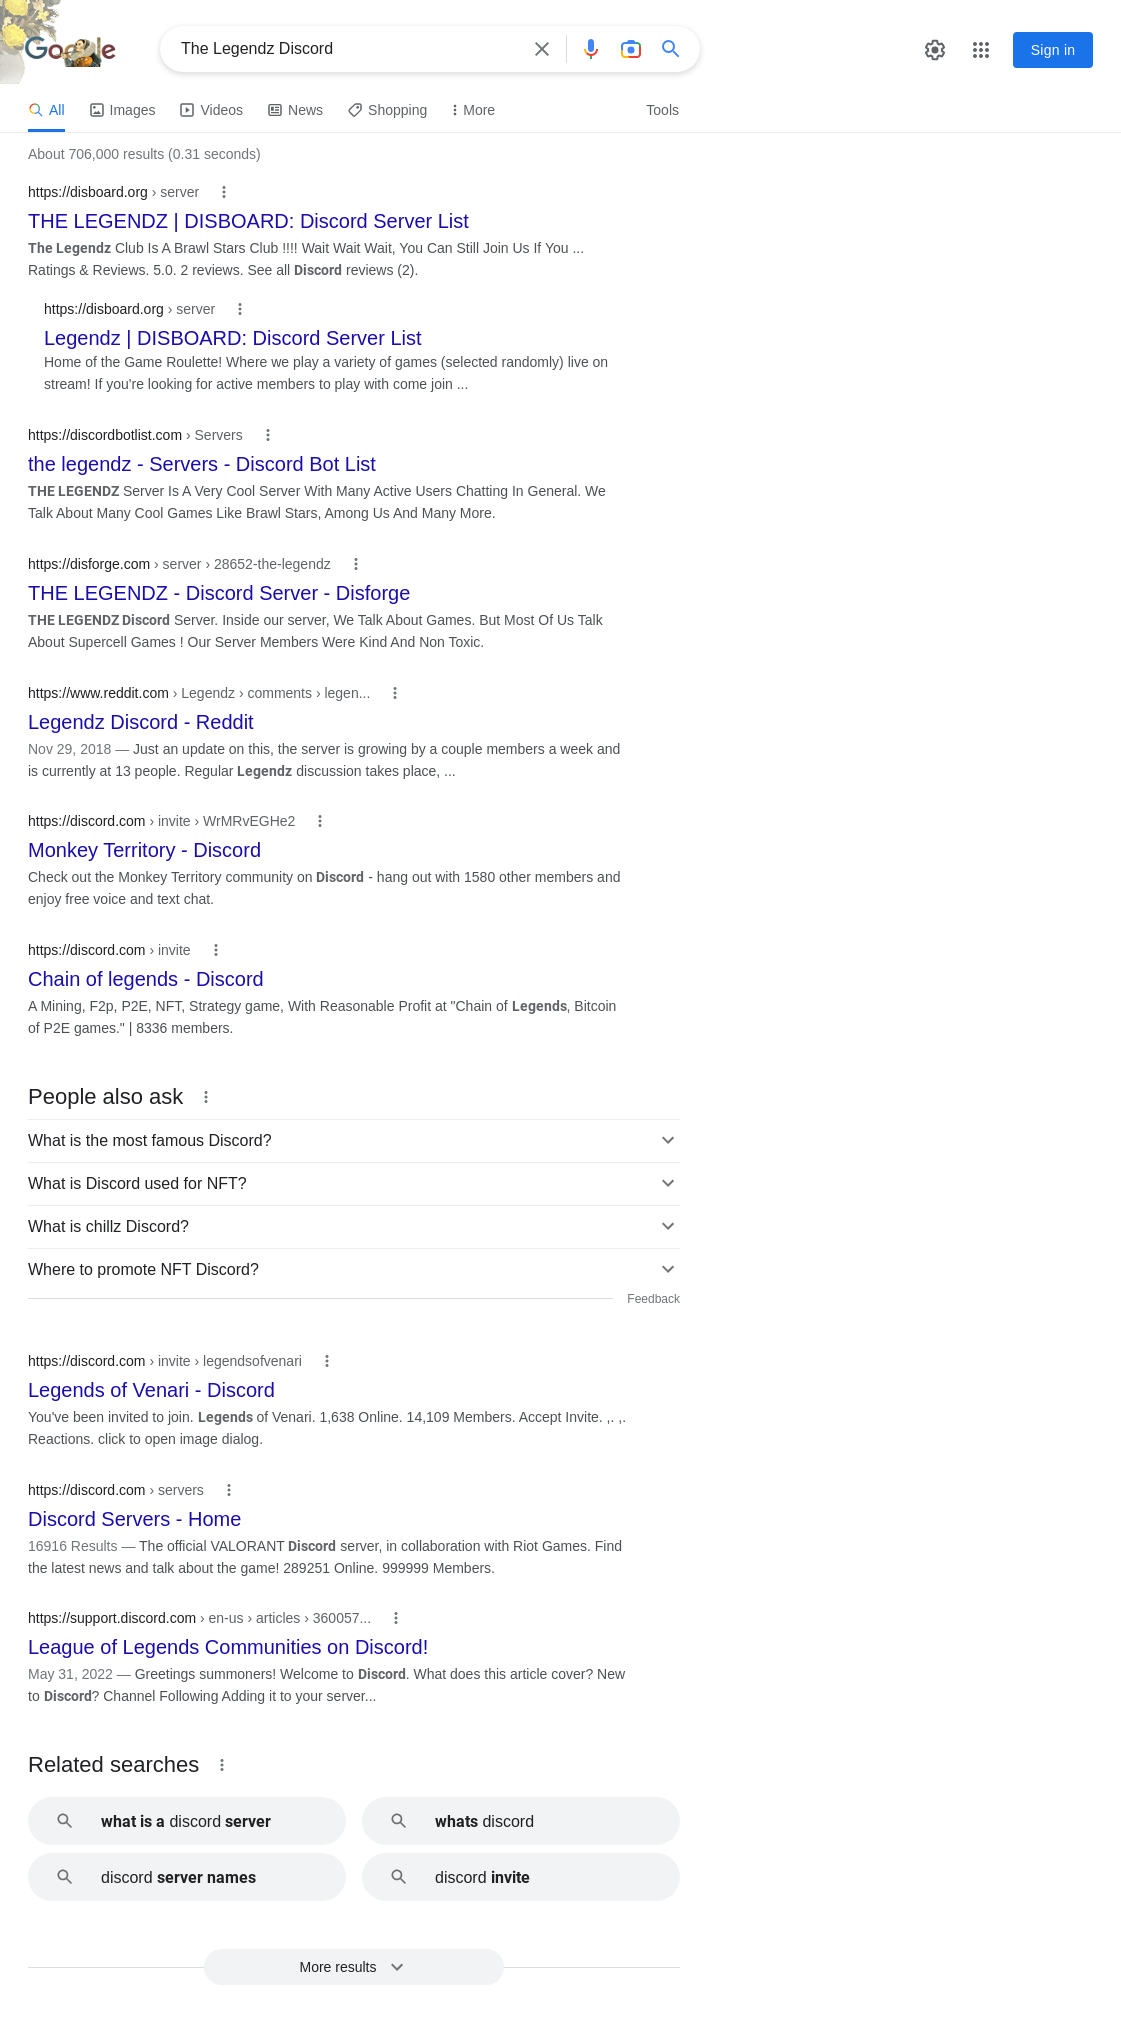 Google
The Legendz Discord
Sign in
All
Images
Videos
News
Shopping
More
Tools
About 706,000 results (0.31 seconds)
https://disboard.org › server
THE LEGENDZ | DISBOARD: Discord Server List
The Legendz Club Is A Brawl Stars Club !!!! Wait Wait Wait, You Can Still Join Us If You ...
Ratings & Reviews. 5.0. 2 reviews. See all Discord reviews (2).
https://disboard.org › server
Legendz | DISBOARD: Discord Server List
Home of the Game Roulette! Where we play a variety of games (selected randomly) live on
stream! If you're looking for active members to play with come join ...
https://discordbotlist.com › Servers
the legendz - Servers - Discord Bot List
THE LEGENDZ Server Is A Very Cool Server With Many Active Users Chatting In General. We
Talk About Many Cool Games Like Brawl Stars, Among Us And Many More.
https://disforge.com › server › 28652-the-legendz
THE LEGENDZ - Discord Server - Disforge
THE LEGENDZ Discord Server. Inside our server, We Talk About Games. But Most Of Us Talk
About Supercell Games ! Our Server Members Were Kind And Non Toxic.
https://www.reddit.com › Legendz › comments › legen...
Legendz Discord - Reddit
Nov 29, 2018 — Just an update on this, the server is growing by a couple members a week and
is currently at 13 people. Regular Legendz discussion takes place, ...
https://discord.com › invite › WrMRvEGHe2
Monkey Territory - Discord
Check out the Monkey Territory community on Discord - hang out with 1580 other members and
enjoy free voice and text chat.
https://discord.com › invite
Chain of legends - Discord
A Mining, F2p, P2E, NFT, Strategy game, With Reasonable Profit at "Chain of Legends, Bitcoin
of P2E games." | 8336 members.
People also ask
What is the most famous Discord?
What is Discord used for NFT?
What is chillz Discord?
Where to promote NFT Discord?
Feedback
https://discord.com › invite › legendsofvenari
Legends of Venari - Discord
You've been invited to join. Legends of Venari. 1,638 Online. 14,109 Members. Accept Invite. ,. ,.
Reactions. click to open image dialog.
https://discord.com › servers
Discord Servers - Home
16916 Results — The official VALORANT Discord server, in collaboration with Riot Games. Find
the latest news and talk about the game! 289251 Online. 999999 Members.
https://support.discord.com › en-us › articles › 360057...
League of Legends Communities on Discord!
May 31, 2022 — Greetings summoners! Welcome to Discord. What does this article cover? New
to Discord? Channel Following Adding it to your server...
Related searches
what is a discord server
whats discord
discord server names
discord invite
More results